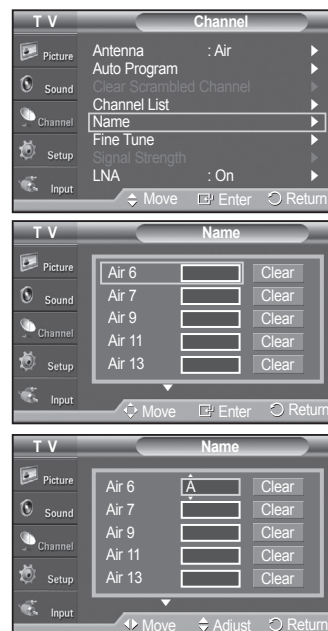 T V
Channel
Picture
Sound
Channel
Setup
Input
Antenna : Air
Auto Program
Clear Scrambled Channel
Channel List
Name
Fine Tune
Signal Strength
LNA : On
Move Enter Return
T V
Name
Picture
Sound
Channel
Setup
Input
Air 6 Clear
Air 7 Clear
Air 9 Clear
Air 11 Clear
Air 13 Clear
Move Enter Return
T V
Name
Picture
Sound
Channel
Setup
Input
Air 6 A Clear
Air 7 Clear
Air 9 Clear
Air 11 Clear
Air 13 Clear
Move Adjust Return